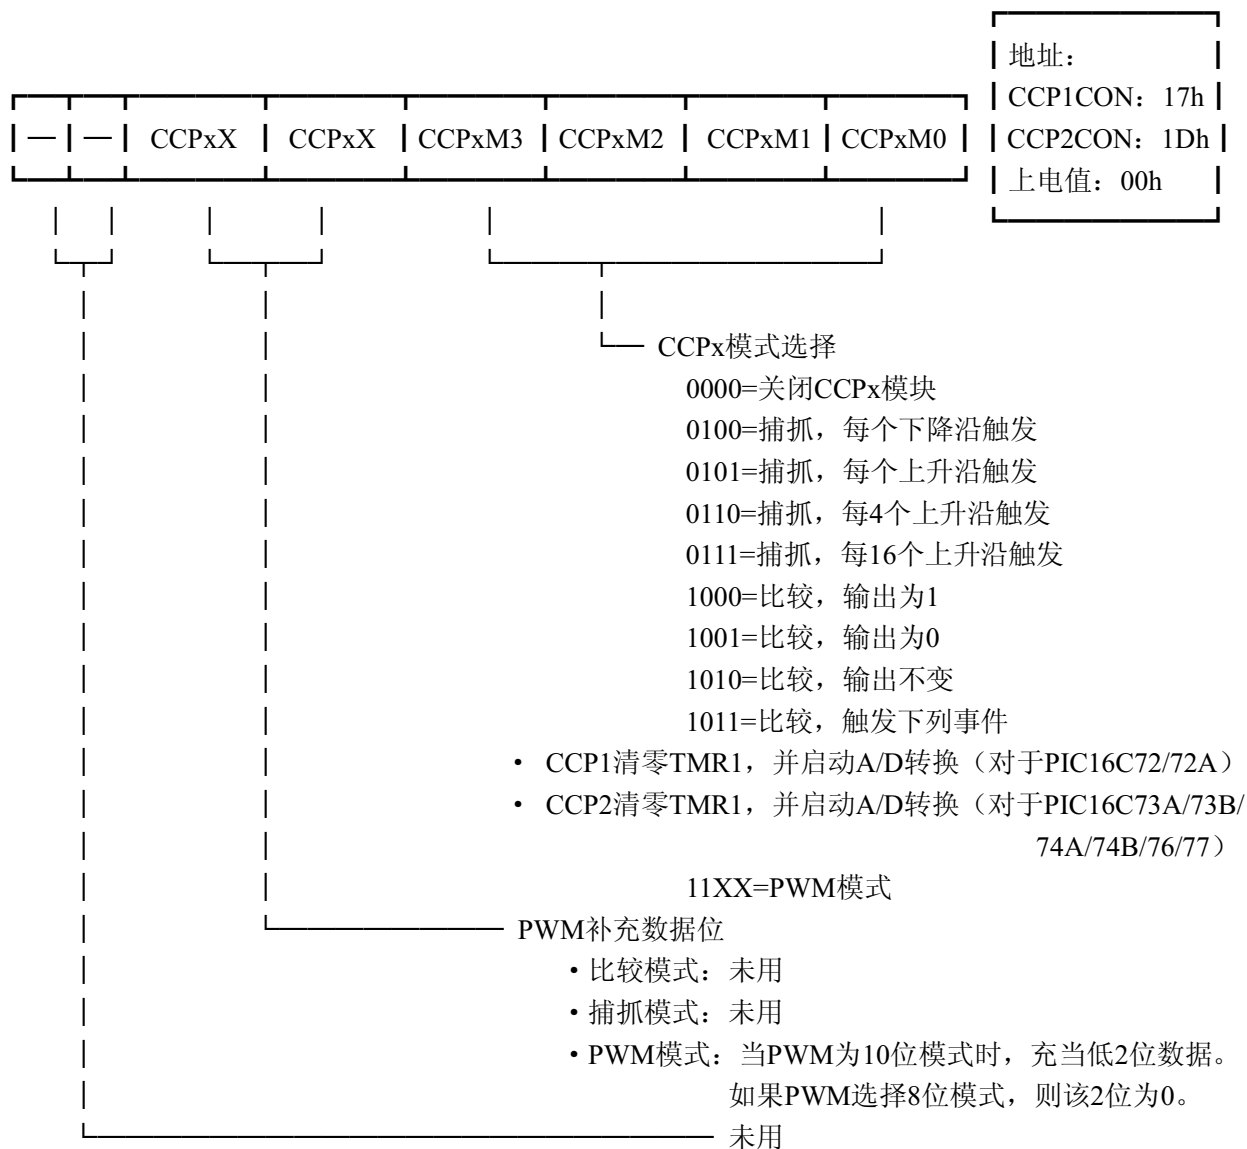 地址：
CCP1CON：17h
— — CCPxX CCPxX CCPxM3 CCPxM2 CCPxM1 CCPxM0
CCP2CON：1Dh
上电值：00h
CCPx模式选择
0000=关闭CCPx模块
0100=捕抓，每个下降沿触发
0101=捕抓，每个上升沿触发
0110=捕抓，每4个上升沿触发
0111=捕抓，每16个上升沿触发
1000=比较，输出为1
1001=比较，输出为0
1010=比较，输出不变
1011=比较，触发下列事件
· CCP1清零TMR1，并启动A/D转换（对于PIC16C72/72A）
· CCP2清零TMR1，并启动A/D转换（对于PIC16C73A/73B/
74A/74B/76/77）
11XX=PWM模式
PWM补充数据位
·比较模式：未用
·捕抓模式：未用
·PWM模式：当PWM为10位模式时，充当低2位数据。
如果PWM选择8位模式，则该2位为0。
未用